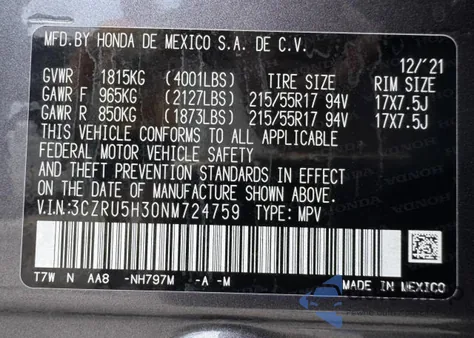 MFD.BY HONDA DE MEXICO S.A. DE C.V.
12/'21
GVWR 1815KG (4001LBS) TIRE SIZE RIM SIZE
GAWR F 965KG (2127LBS) 215/55R17 94V 17X7.5J
GAWR R 850KG (1873LBS) 215/55R17 94V 17X7.5J
THIS VEHICLE CONFORMS TO ALL APPLICABLE
FEDERAL MOTOR VEHICLE SAFETY
AND THEFT PREVENTION STANDARDS IN EFFECT
ON THE DATE OF MANUFACTURE SHOWN ABOVE.
V.I.N:3CZRU5H30NM724759 TYPE: MPV
T7W N AA8 -NH797M -A -M
MADE IN MEXICO